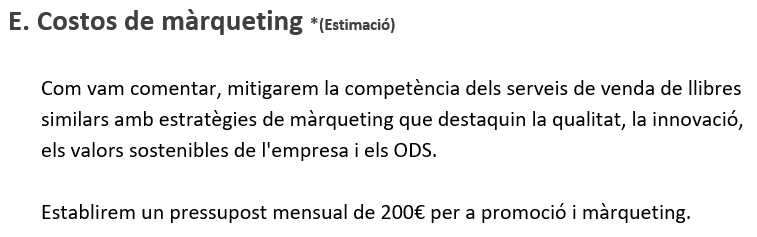 E. Costos de màrqueting *(Estimació)
Com vam comentar, mitigarem la competència dels serveis de venda de llibres
similars amb estratègies de màrqueting que destaquin la qualitat, la innovació,
els valors sostenibles de l'empresa i els ODS.
Establirem un pressupost mensual de 200€ per a promoció i màrqueting.